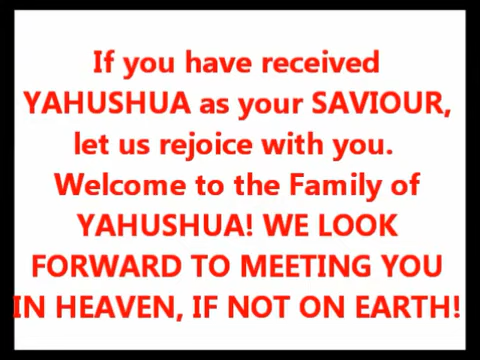 If you have received
YAHUSHUA as your SAVIOUR,
let us rejoice with you.
Welcome to the Family of
YAHUSHUA! WE LOOK
FORWARD TO MEETING YOU
IN HEAVEN, IF NOT ON EARTH!